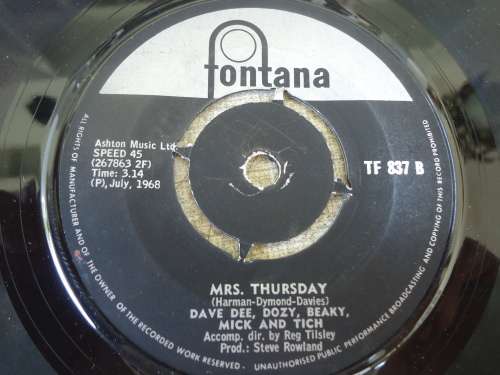 fontana
Ashton Music Ltd
SPEED 45
(267863 2F)
Time: 3.14
(P), July, 1968
TF 837 B
MRS. THURSDAY
(Harman-Dymond-Davies)
DAVE DEE, DOZY, BEAKY,
MICK AND TICH
Accomp. dir. by Reg Tilsley
Prod.: Steve Rowland
ALL RIGHTS OF MANUFACTURER AND OF THE OWNER OF THE RECORDED WORK RESERVED - UNAUTHORISED PUBLIC PERFORMANCE BROADCASTING AND COPYING OF THIS RECORD PROHIBITED